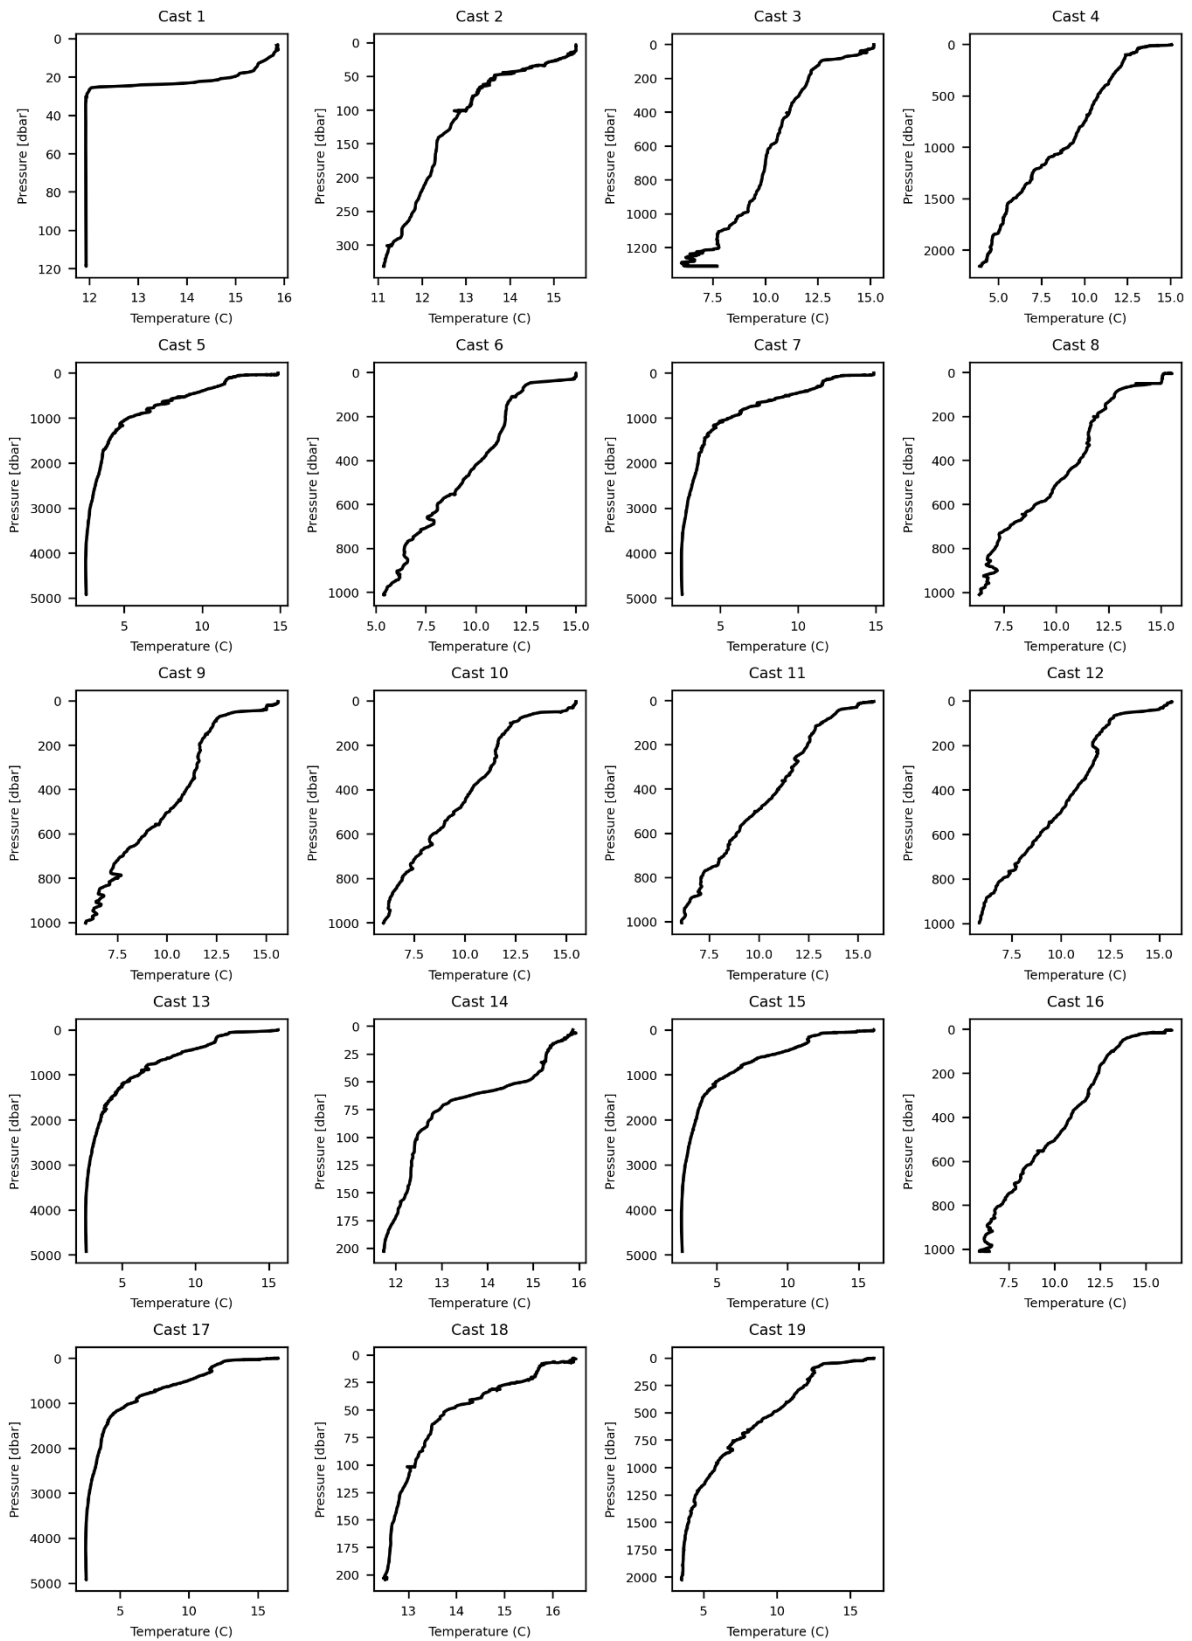 Cast 1
0
20
40
60
80
100
120
Pressure [dbar]
12 13 14 15 16
Temperature (C)
Cast 2
0
50
100
150
200
250
300
Pressure [dbar]
11 12 13 14 15
Temperature (C)
Cast 3
0
200
400
600
800
1000
1200
Pressure [dbar]
7.5 10.0 12.5 15.0
Temperature (C)
Cast 4
0
500
1000
1500
2000
Pressure [dbar]
5.0 7.5 10.0 12.5 15.0
Temperature (C)
Cast 5
0
1000
2000
3000
4000
5000
Pressure [dbar]
5 10 15
Temperature (C)
Cast 6
0
200
400
600
800
1000
Pressure [dbar]
5.0 7.5 10.0 12.5 15.0
Temperature (C)
Cast 7
0
1000
2000
3000
4000
5000
Pressure [dbar]
5 10 15
Temperature (C)
Cast 8
0
200
400
600
800
1000
Pressure [dbar]
7.5 10.0 12.5 15.0
Temperature (C)
Cast 9
0
200
400
600
800
1000
Pressure [dbar]
7.5 10.0 12.5 15.0
Temperature (C)
Cast 10
0
200
400
600
800
1000
Pressure [dbar]
7.5 10.0 12.5 15.0
Temperature (C)
Cast 11
0
200
400
600
800
1000
Pressure [dbar]
7.5 10.0 12.5 15.0
Temperature (C)
Cast 12
0
200
400
600
800
1000
Pressure [dbar]
7.5 10.0 12.5 15.0
Temperature (C)
Cast 13
0
1000
2000
3000
4000
5000
Pressure [dbar]
5 10 15
Temperature (C)
Cast 14
0
25
50
75
100
125
150
175
200
Pressure [dbar]
12 13 14 15 16
Temperature (C)
Cast 15
0
1000
2000
3000
4000
5000
Pressure [dbar]
5 10 15
Temperature (C)
Cast 16
0
200
400
600
800
1000
Pressure [dbar]
7.5 10.0 12.5 15.0
Temperature (C)
Cast 17
0
1000
2000
3000
4000
5000
Pressure [dbar]
5 10 15
Temperature (C)
Cast 18
0
25
50
75
100
125
150
175
200
Pressure [dbar]
13 14 15 16
Temperature (C)
Cast 19
0
250
500
750
1000
1250
1500
1750
2000
Pressure [dbar]
5 10 15
Temperature (C)